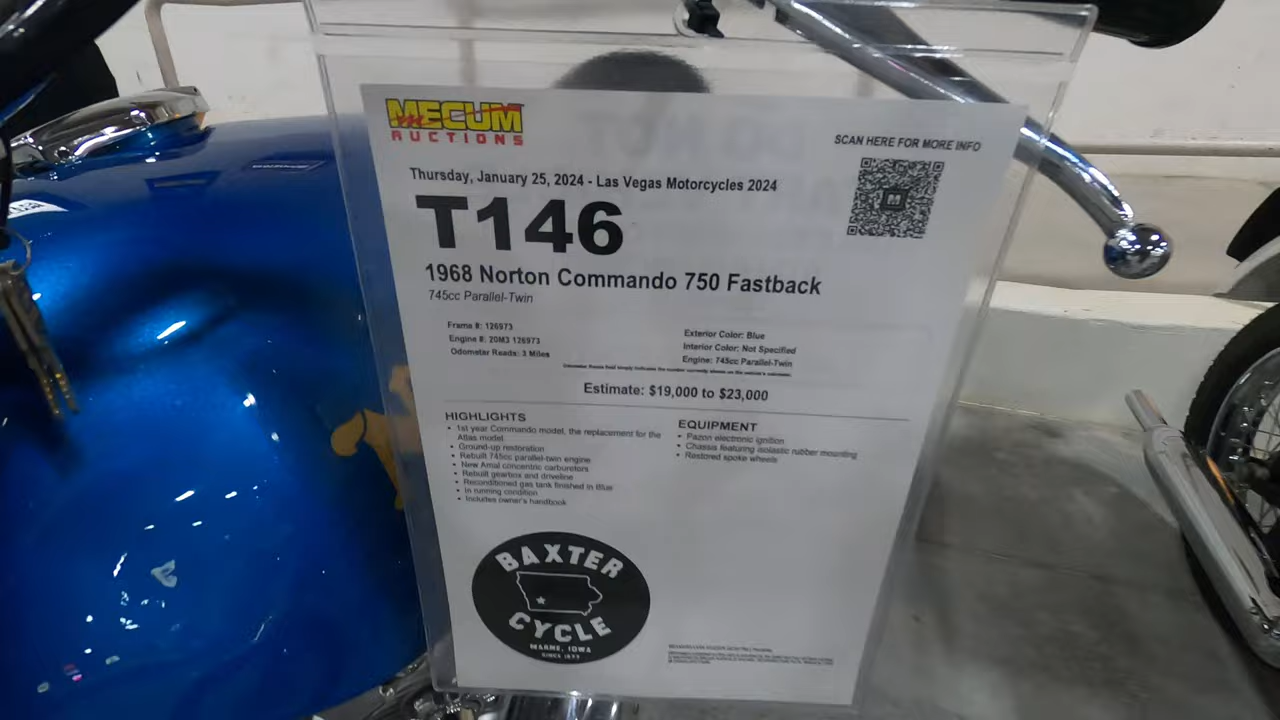 MECUM
AUCTIONS
SCAN HERE FOR MORE INFO
Thursday, January 25, 2024 - Las Vegas Motorcycles 2024
T146
1968 Norton Commando 750 Fastback
745cc Parallel-Twin
Frame #: 126973
Engine #: 20M3 126973
Odometer Reads: 3 Miles
Exterior Color: Blue
Interior Color: Not Specified
Engine: 745cc Parallel-Twin
Estimate: $19,000 to $23,000
HIGHLIGHTS
• 1st year Commando model, the replacement for the
Atlas model
• Ground-up restoration
• Rebuilt 745cc parallel-twin engine
• New Amal concentric carburetors
• Rebuilt gearbox and driveline
• Reconditioned gas tank finished in Blue
• In running condition
• Includes owner's handbook
EQUIPMENT
• Pazon electronic ignition
• Chassis featuring isolastic rubber mounting
• Restored spoke wheels
BAXTER
CYCLE
MARNE, IOWA